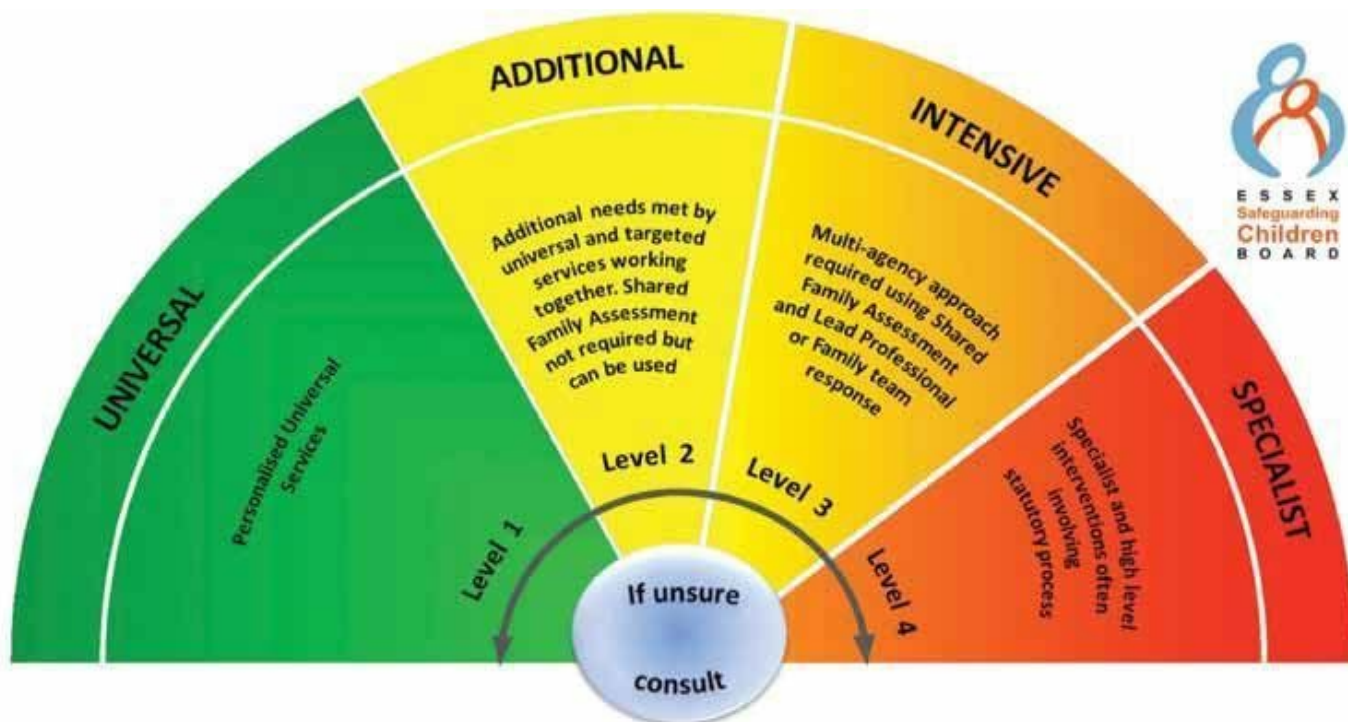 UNIVERSAL
Personalised Universal
Services
Level 1
ADDITIONAL
Additional needs met by
universal and targeted
services working
together. Shared
Family Assessment
not required but
can be used
Level 2
INTENSIVE
Multi-agency approach
required using Shared
Family Assessment
and Lead Professional
or Family team
response
Level 3
SPECIALIST
Specialist and high level
interventions often
involving
statutory process
Level 4
If unsure
consult
ESSEX
Safeguarding
Children
BOARD